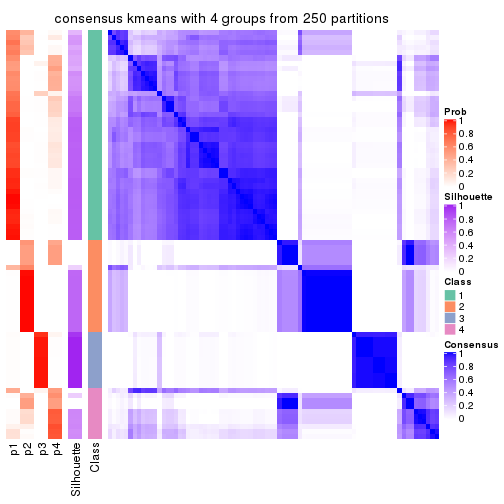 consensus kmeans with 4 groups from 250 partitions
Prob
1
0.8
0.6
0.4
0.2
0
Silhouette
1
0.8
0.6
0.4
0.2
0
Class
1
2
3
4
Consensus
1
0.8
0.6
0.4
0.2
0
p1
p2
p3
p4
Silhouette
Class